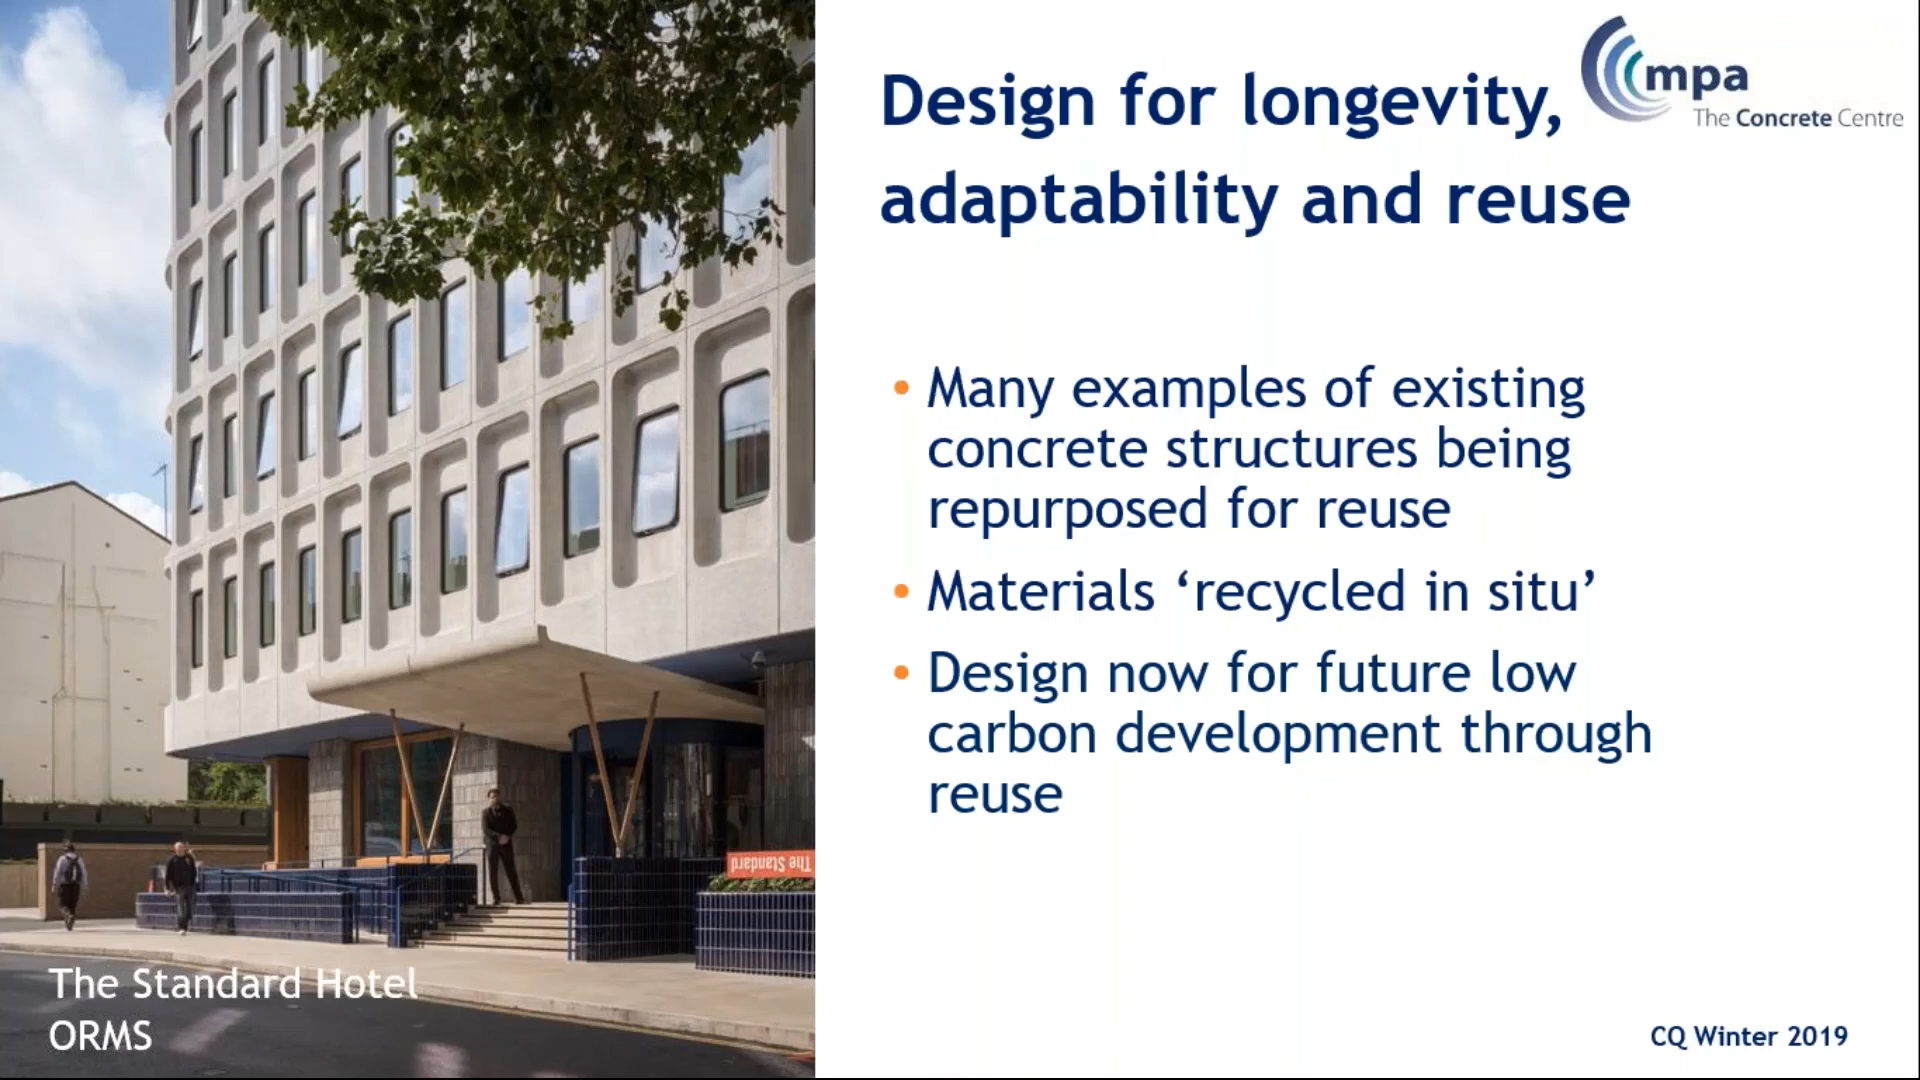 Design for longevity,
adaptability and reuse
mpa
The Concrete Centre
• Many examples of existing
concrete structures being
repurposed for reuse
• Materials ‘recycled in situ’
• Design now for future low
carbon development through
reuse
The Standard
The Standard Hotel
ORMS
CQ Winter 2019